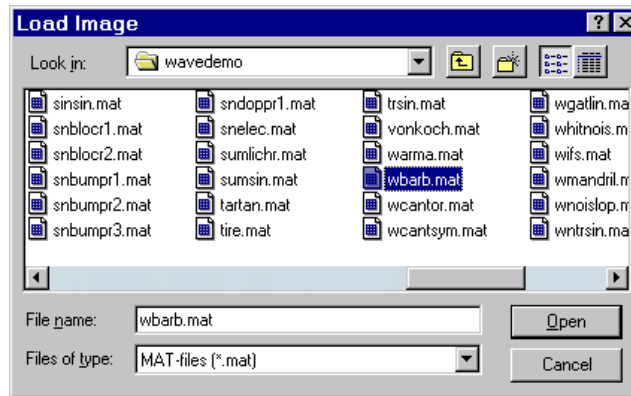 Load Image
Look in: wavedemo
sinsin.mat sndoppr1.mat trsin.mat wgatlin.ma
snblocr1.mat snelec.mat vonkoch.mat whitnois.m
snblocr2.mat sumlichr.mat warma.mat wifs.mat
snbumpr1.mat sumsin.mat wbarb.mat wmandril.m
snbumpr2.mat tartan.mat wcantor.mat wnoislop.m
snbumpr3.mat tire.mat wcantsym.mat wntrsin.ma
File name: wbarb.mat Open
Files of type: MAT-files (*.mat) Cancel